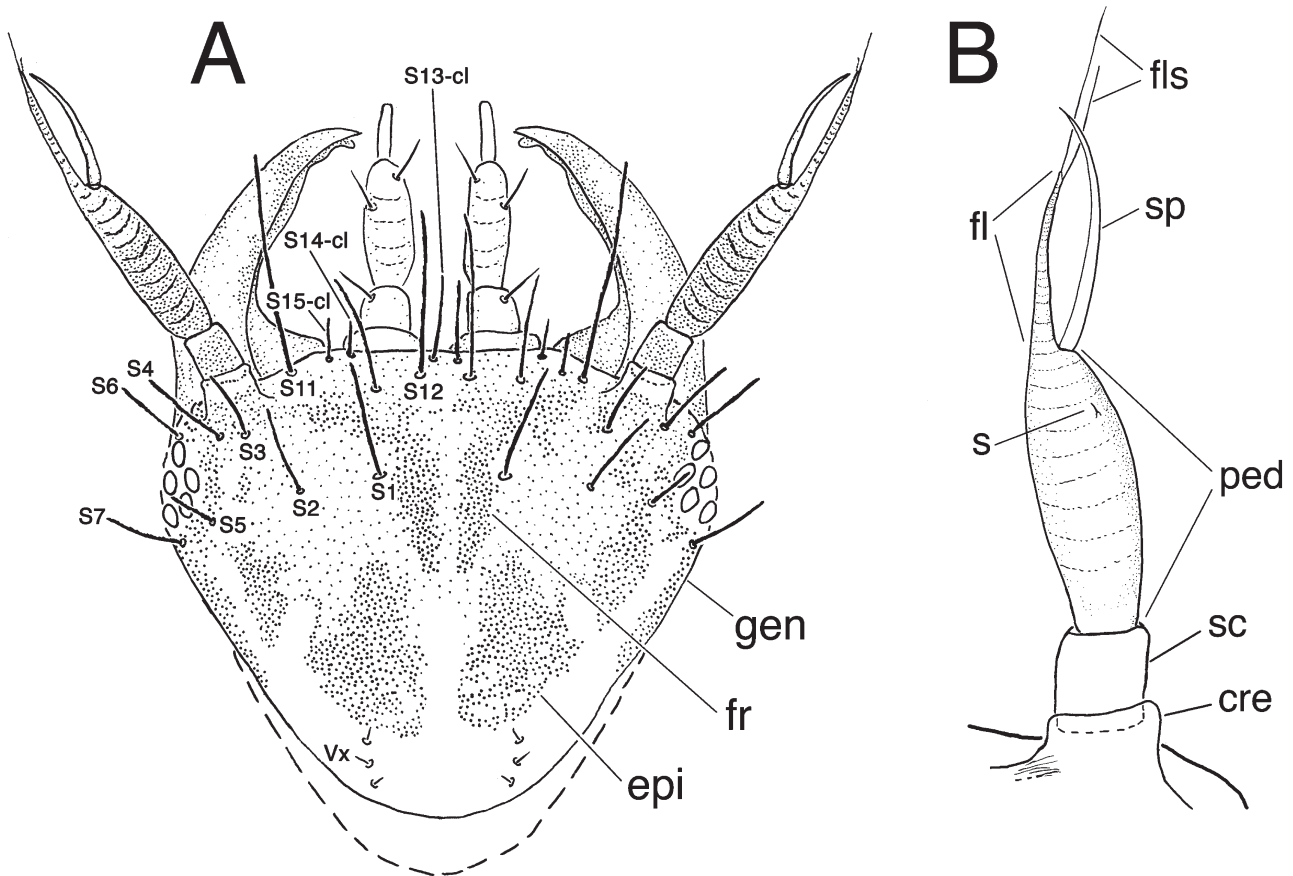 A
S13-cl
S14-cl
S15-cl
S4
S6
S11
S12
S3
S2
S1
S5
S7
gen
fr
Vx
epi
B
fls
sp
fl
s
ped
sc
cre